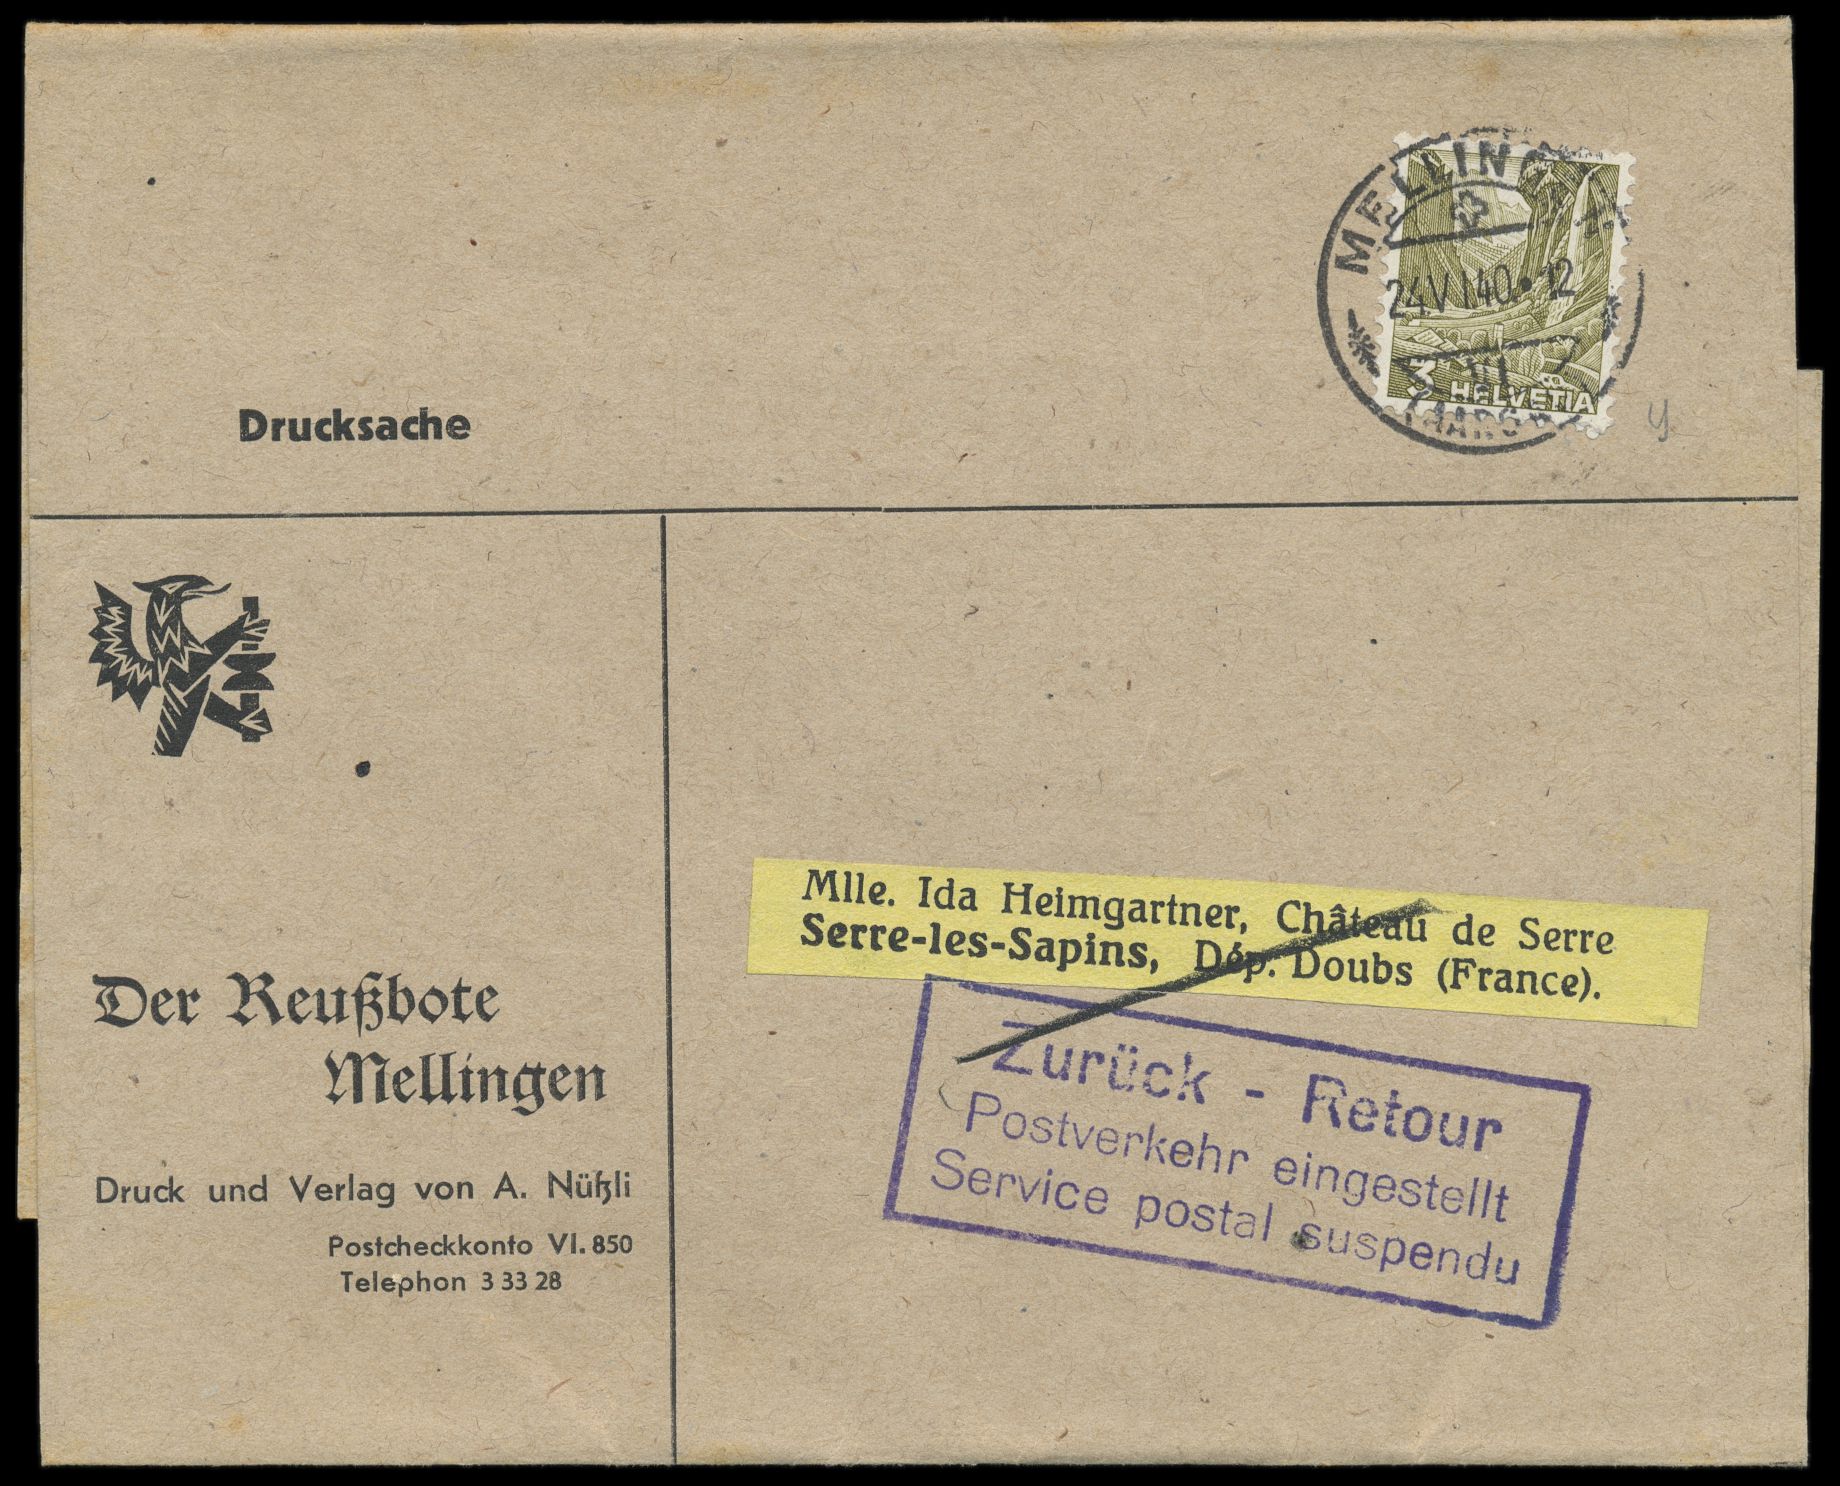 MELLINGEN
24.VI.40. 12
VI
3 HELVETIA
Drucksache
y
Mlle. Ida Heimgartner, Château de Serre
Serre-les-Sapins, Dép. Doubs (France).
Zurück - Retour
Postverkehr eingestellt
Service postal suspendu
Der Reußbote
Mellingen
Druck und Verlag von A. Nüßli
Postcheckkonto VI. 850
Telephon 3 33 28